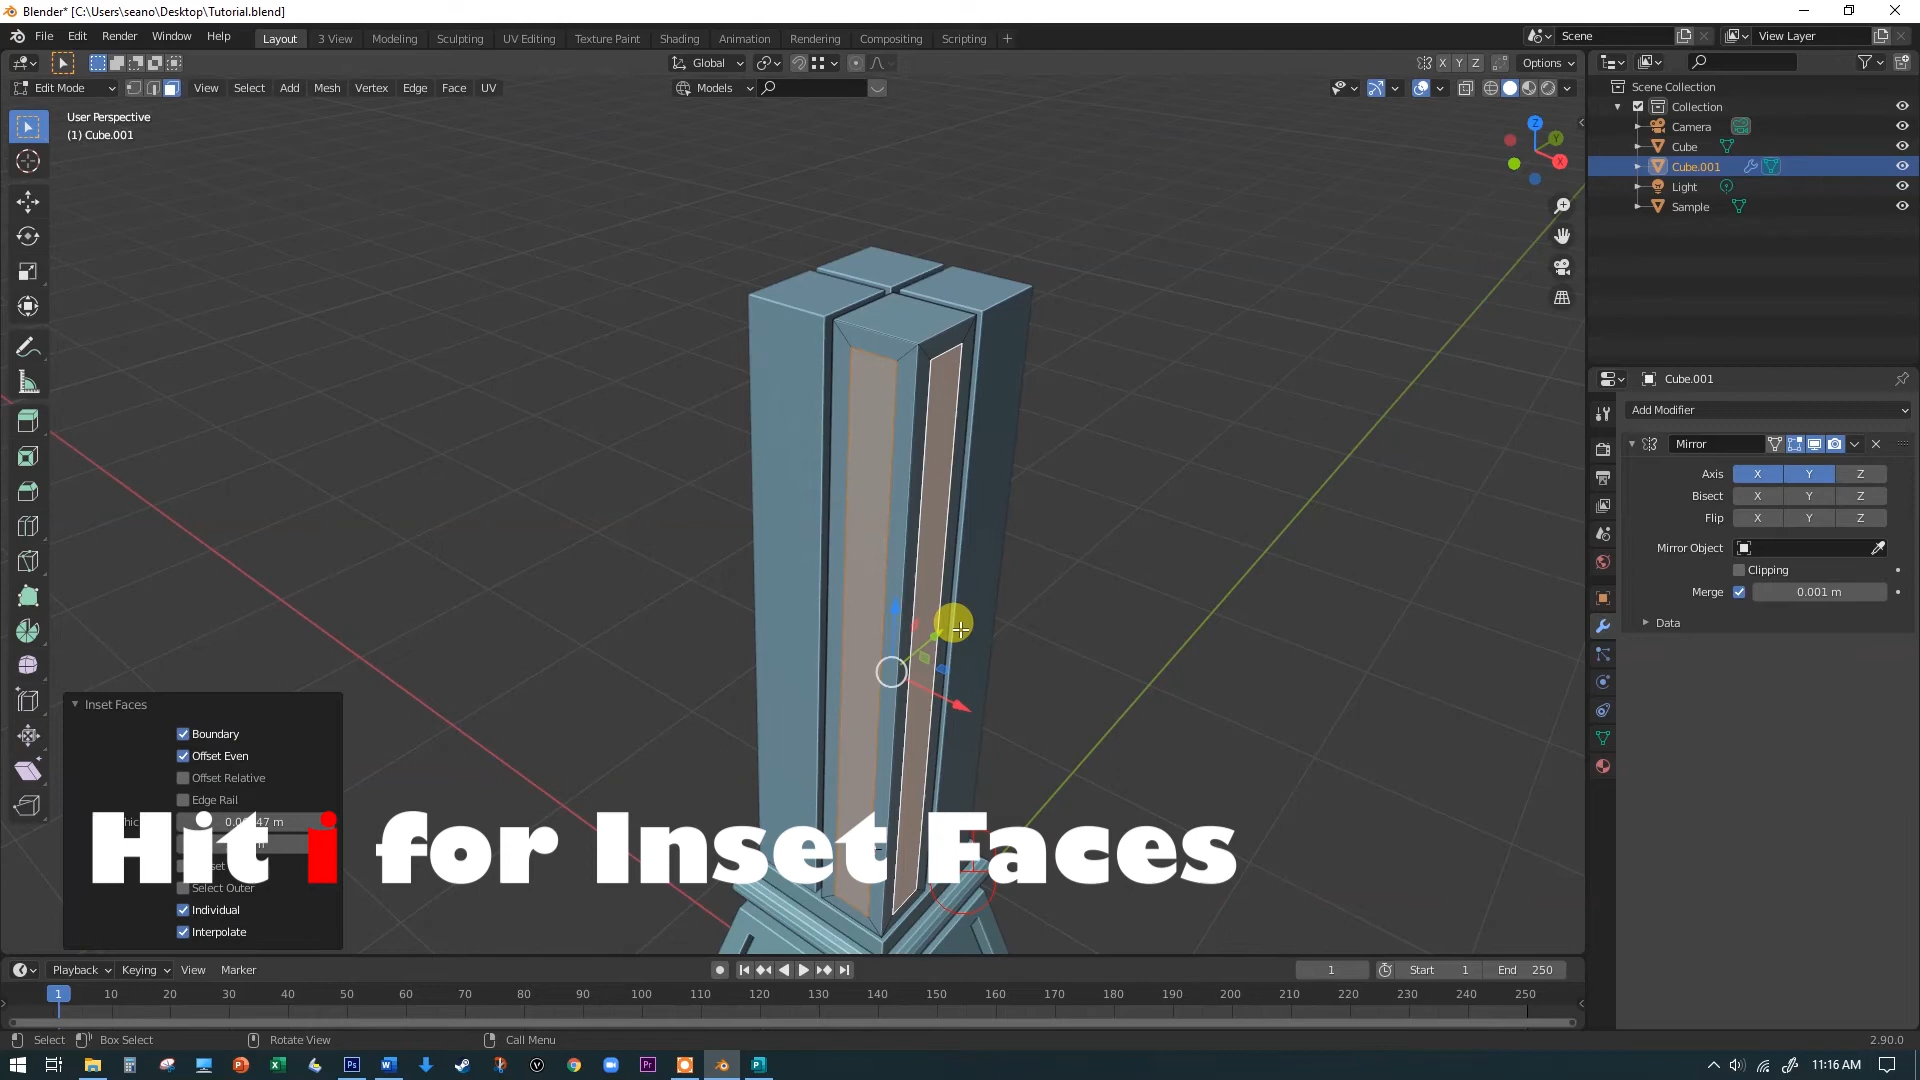 Blender* [C:\Users\seano\Desktop\Tutorial.blend]
File Edit Render Window Help Layout 3 View Modeling Sculpting UV Editing Texture Paint Shading Animation Rendering Compositing Scripting + Scene View Layer
Global X Y Z Options
Edit Mode View Select Add Mesh Vertex Edge Face UV Models
User Perspective
(1) Cube.001
Scene Collection
Collection
Camera
Cube
Cube.001
Light
Sample
Z Y X
Cube.001
Add Modifier
Mirror
Axis X Y Z
Bisect X Y Z
Flip X Y Z
Mirror Object
Clipping
Merge 0.001 m
Data
Inset Faces
Boundary
Offset Even
Offset Relative
Edge Rail
Hit i for Inset Faces
Select Outer
Individual
Interpolate
Playback Keying View Marker 1 Start 1 End 250
1 10 20 30 40 50 60 70 80 90 100 110 120 130 140 150 160 170 180 190 200 210 220 230 240 250
Select Box Select Rotate View Call Menu 2.90.0
11:16 AM